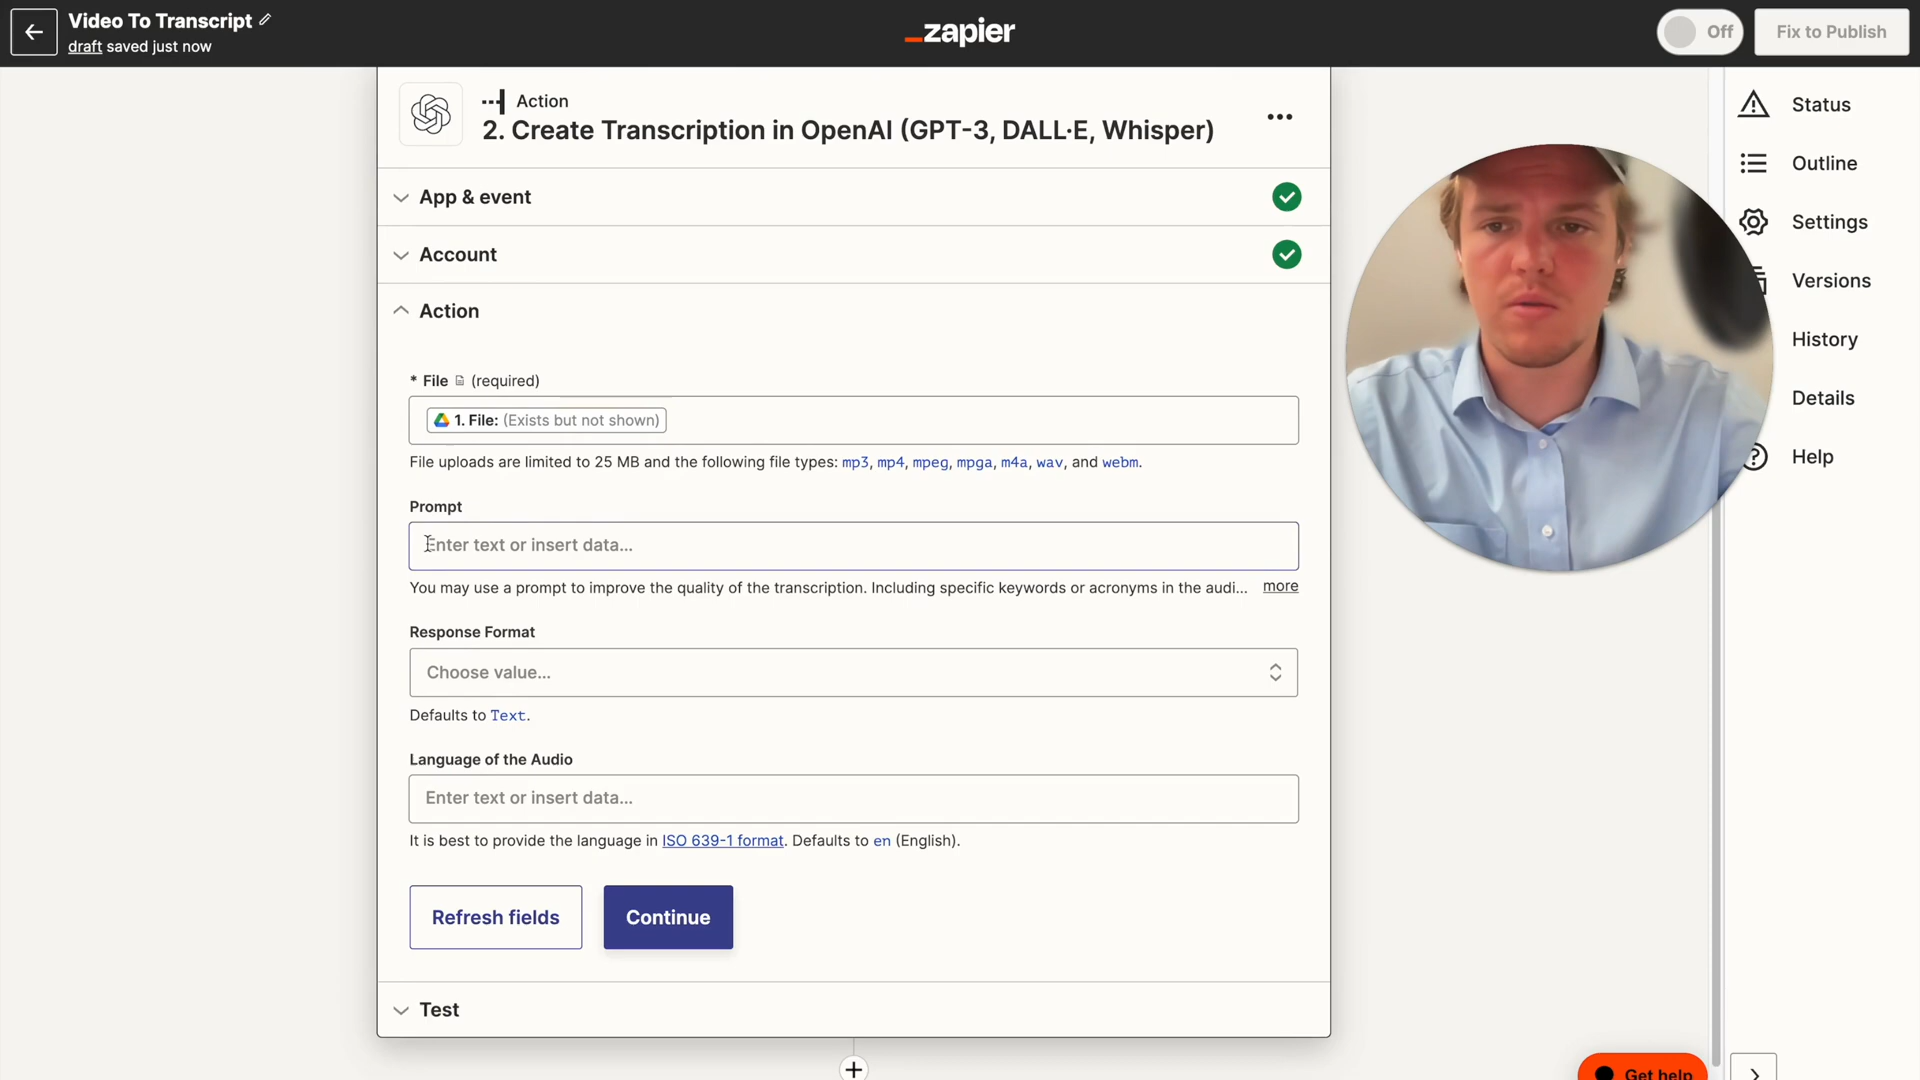 Video To Transcript
draft saved just now
zapier
Off
Fix to Publish
Action
2. Create Transcription in OpenAI (GPT-3, DALL·E, Whisper)
App & event
Account
Action
* File (required)
1. File: (Exists but not shown)
File uploads are limited to 25 MB and the following file types: mp3, mp4, mpeg, mpga, m4a, wav, and webm.
Prompt
Enter text or insert data...
You may use a prompt to improve the quality of the transcription. Including specific keywords or acronyms in the audi... more
Response Format
Choose value...
Defaults to Text.
Language of the Audio
Enter text or insert data...
It is best to provide the language in ISO 639-1 format. Defaults to en (English).
Refresh fields
Continue
Test
Status
Outline
Settings
Versions
History
Details
Help
Get help